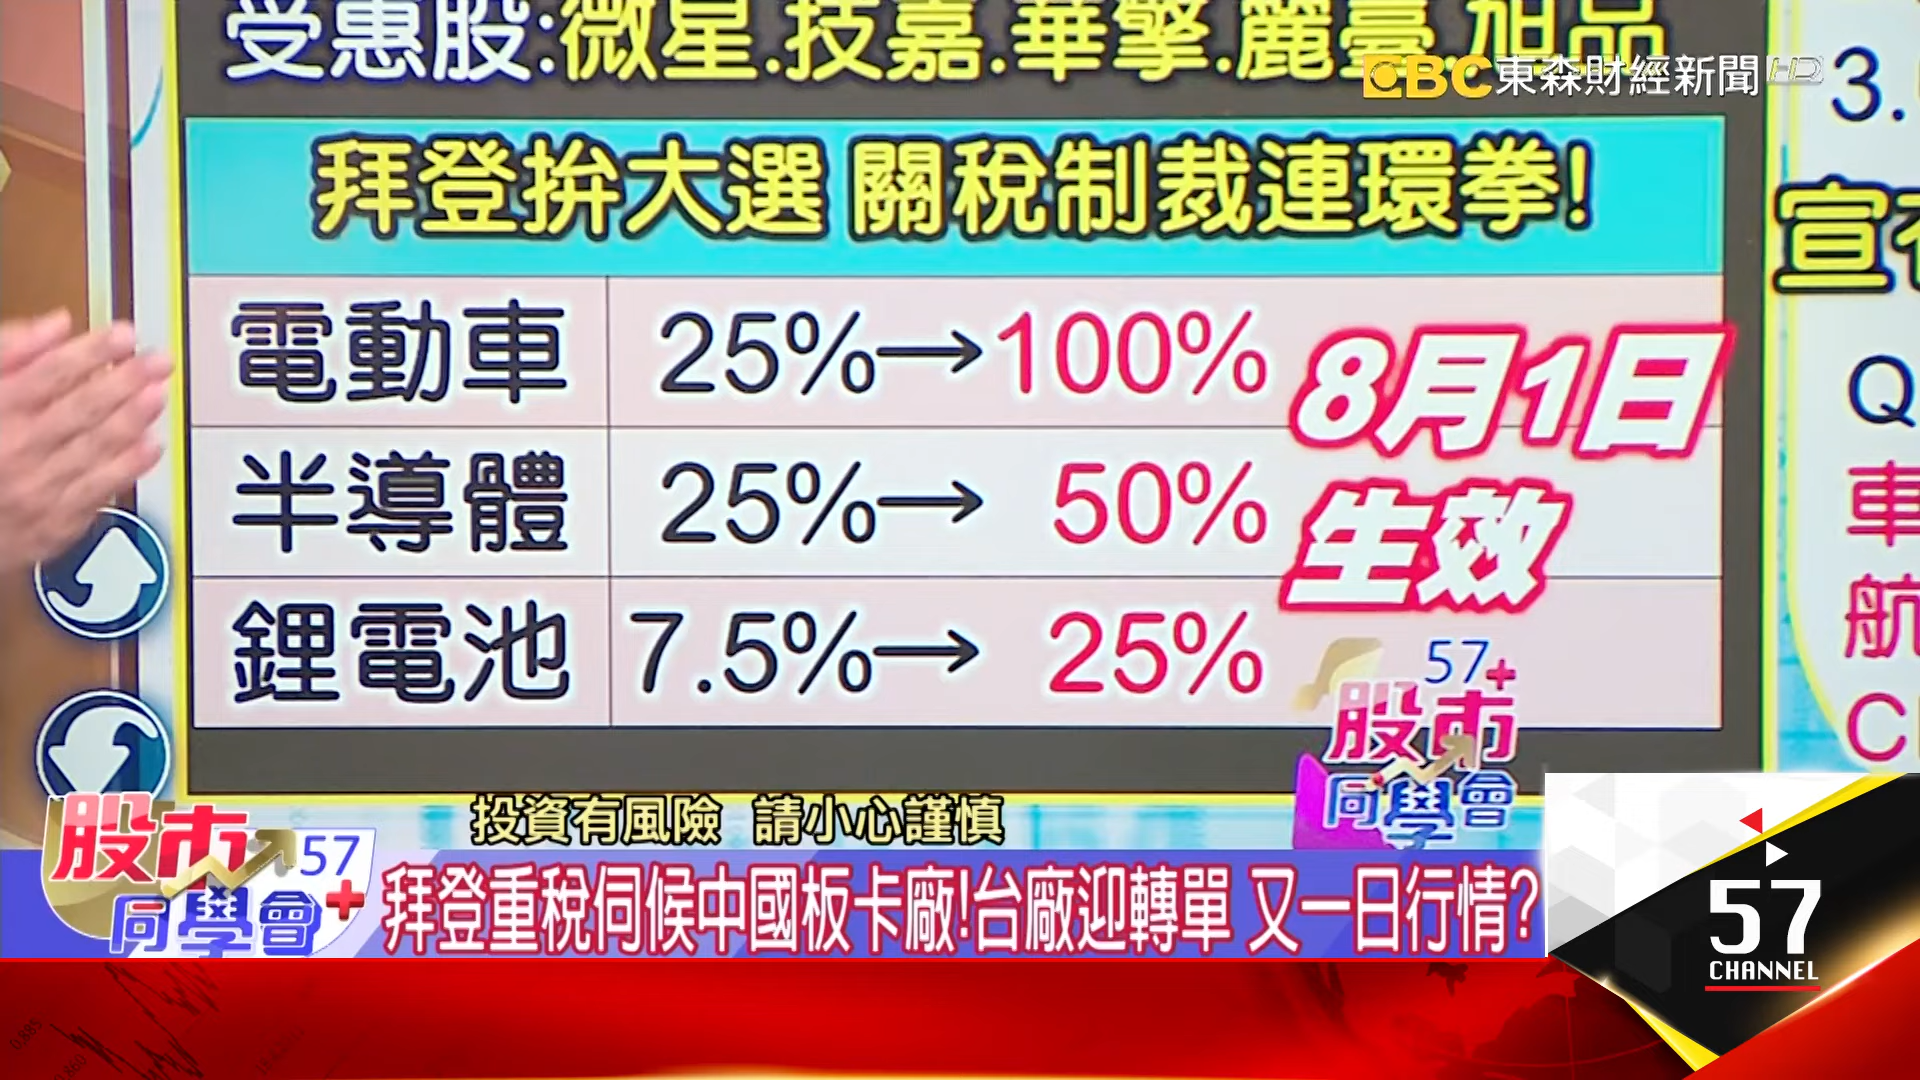 受惠股:微星.技嘉.華擎.麗臺.旭品
EBC東森財經新聞HD
3.
拜登拚大選 關稅制裁連環拳!
宣
電動車 25%→100%
半導體 25%→ 50%
鋰電池 7.5%→ 25%
8月1日
生效
Q
車
航
C
57+
股市
同學會
投資有風險 請小心謹慎
股市 57+
同學會
拜登重稅伺候中國板卡廠!台廠迎轉單 又一日行情?
57
CHANNEL